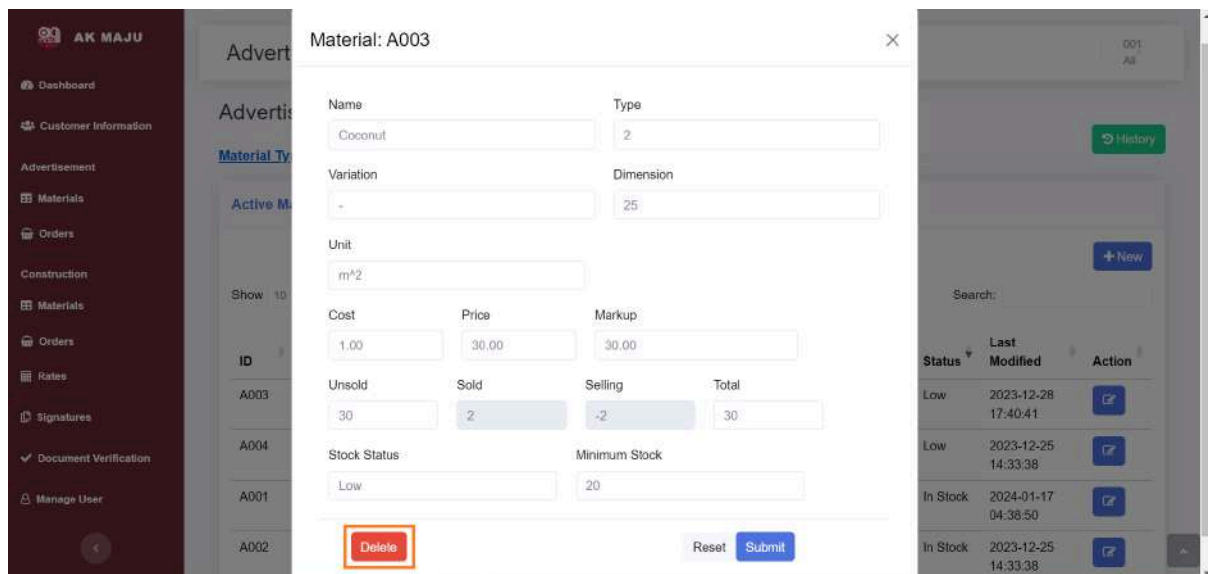 AK MAJU
Dashboard
Customer Information
Advertisement
Materials
Orders
Construction
Materials
Orders
Rates
Signatures
Document Verification
Manage User
Advert
001
All
Advertis
History
Material Ty
Active Ma
+ New
Show 10
Search:
ID
Status
Last Modified
Action
A003
Low
2023-12-28
17:40:41
A004
Low
2023-12-25
14:33:38
A001
In Stock
2024-01-17
04:38:50
A002
In Stock
2023-12-25
14:33:38
Material: A003
Name Type
Coconut 2
Variation Dimension
- 25
Unit
m^2
Cost Price Markup
1.00 30.00 30.00
Unsold Sold Selling Total
30 2 -2 30
Stock Status Minimum Stock
Low 20
Delete Reset Submit